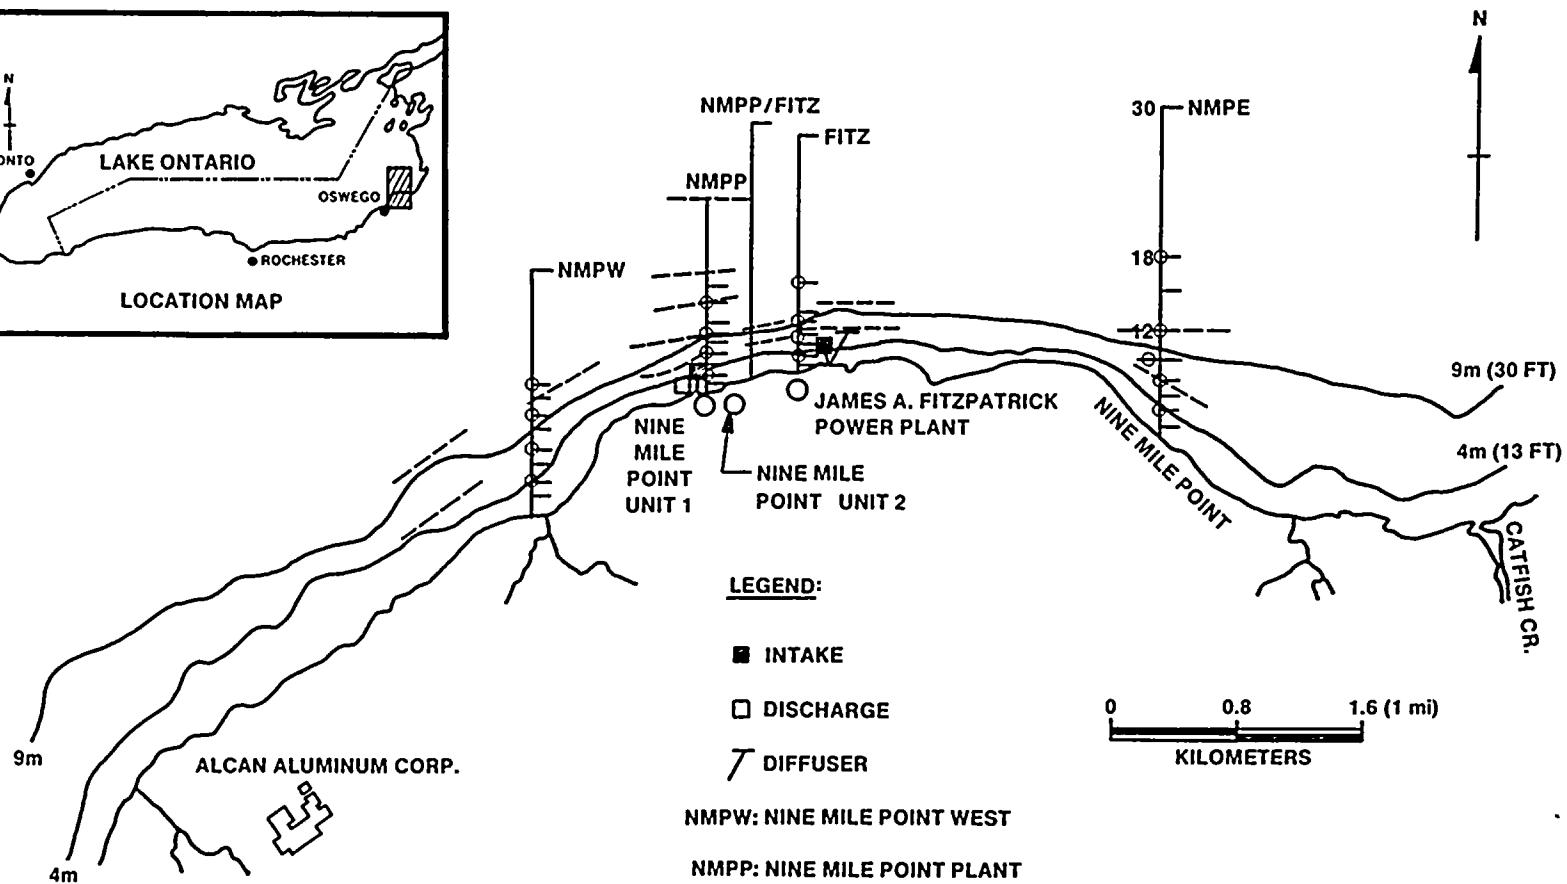 N
ONTO
LAKE ONTARIO
OSWEGO
ROCHESTER
LOCATION MAP
N
NMPP/FITZ
30
NMPE
FITZ
NMPP
18
NMPW
12
9m (30 FT)
JAMES A. FITZPATRICK
POWER PLANT
NINE
MILE
POINT
UNIT 1
NINE MILE
POINT UNIT 2
NINE MILE POINT
4m (13 FT)
CATFISH CR.
LEGEND:
INTAKE
DISCHARGE
DIFFUSER
0
0.8
1.6 (1 mi)
KILOMETERS
9m
ALCAN ALUMINUM CORP.
NMPW: NINE MILE POINT WEST
NMPP: NINE MILE POINT PLANT
4m